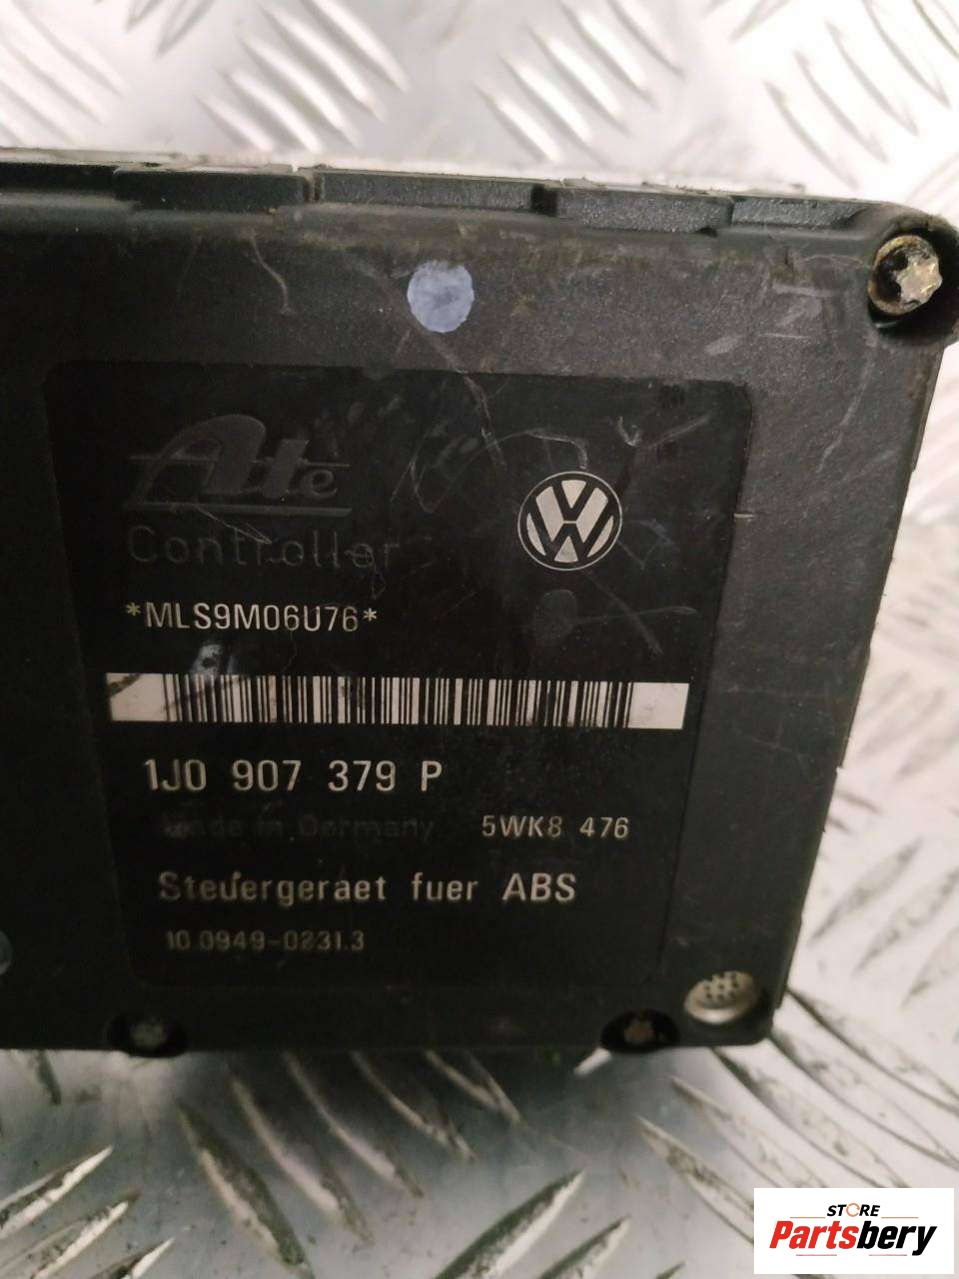 Ate
Controller
*MLS9M06U76*
1J0 907 379 P
Made in Germany 5WK8 476
Steuergeraet fuer ABS
10.0949-0231.3
STORE
Partsbery